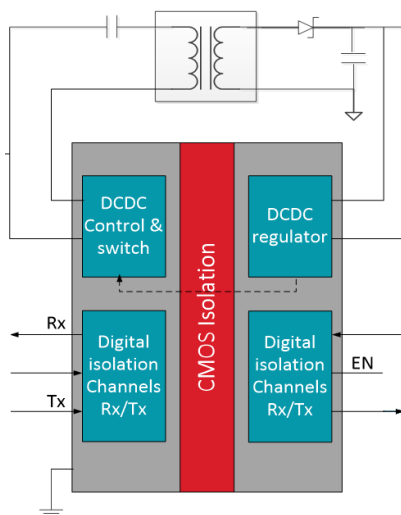 DCDC
Control &
switch
DCDC
regulator
CMOS Isolation
Rx
Tx
Digital
isolation
Channels
Rx/Tx
Digital
isolation
Channels
Rx/Tx
EN